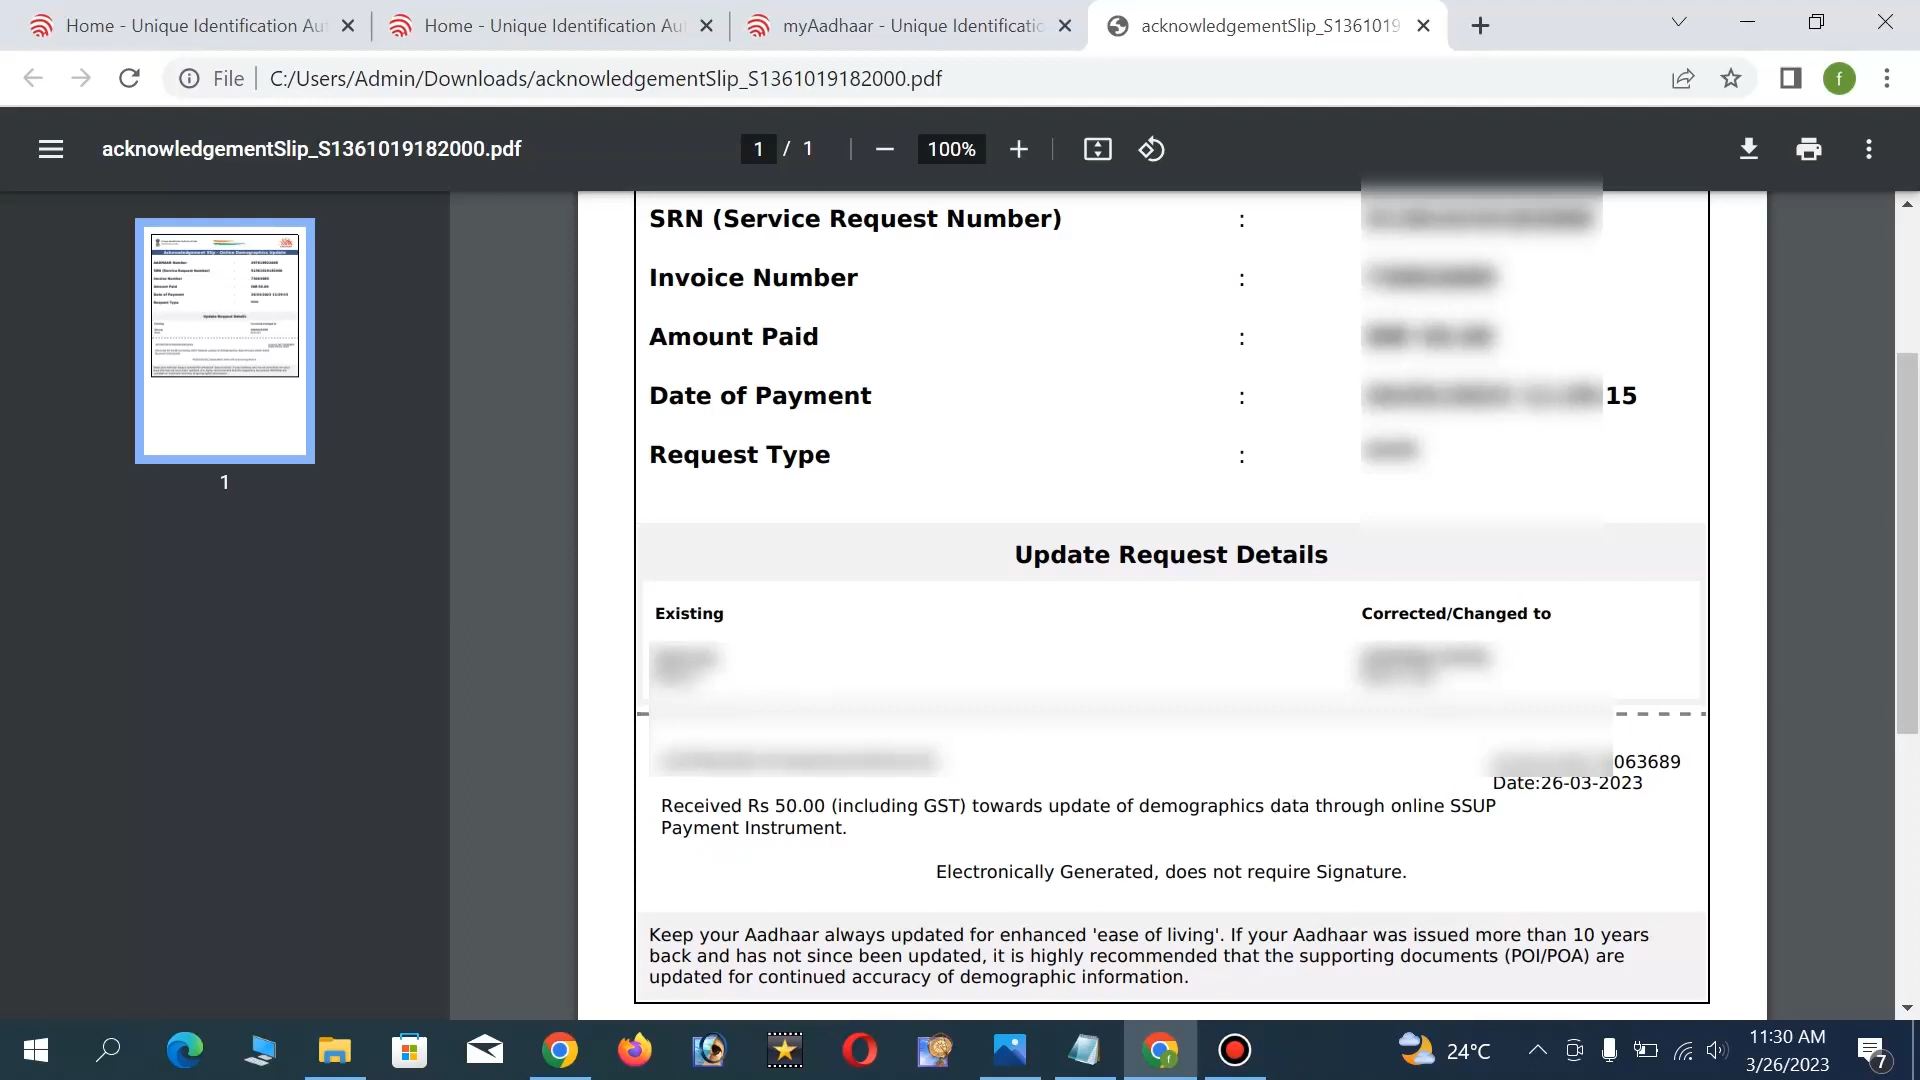 Home - Unique Identification Au
Home - Unique Identification Au
myAadhaar - Unique Identificatio
acknowledgementSlip_S1361019
File
C:/Users/Admin/Downloads/acknowledgementSlip_S1361019182000.pdf
f
acknowledgementSlip_S1361019182000.pdf
1 / 1
100%
SRN (Service Request Number) :
Invoice Number :
Amount Paid :
Date of Payment : 15
Request Type :
1
Update Request Details
Existing Corrected/Changed to
063689
Date:26-03-2023
Received Rs 50.00 (including GST) towards update of demographics data through online SSUP
Payment Instrument.
Electronically Generated, does not require Signature.
Keep your Aadhaar always updated for enhanced 'ease of living'. If your Aadhaar was issued more than 10 years
back and has not since been updated, it is highly recommended that the supporting documents (POI/POA) are
updated for continued accuracy of demographic information.
24°C
11:30 AM
3/26/2023
7